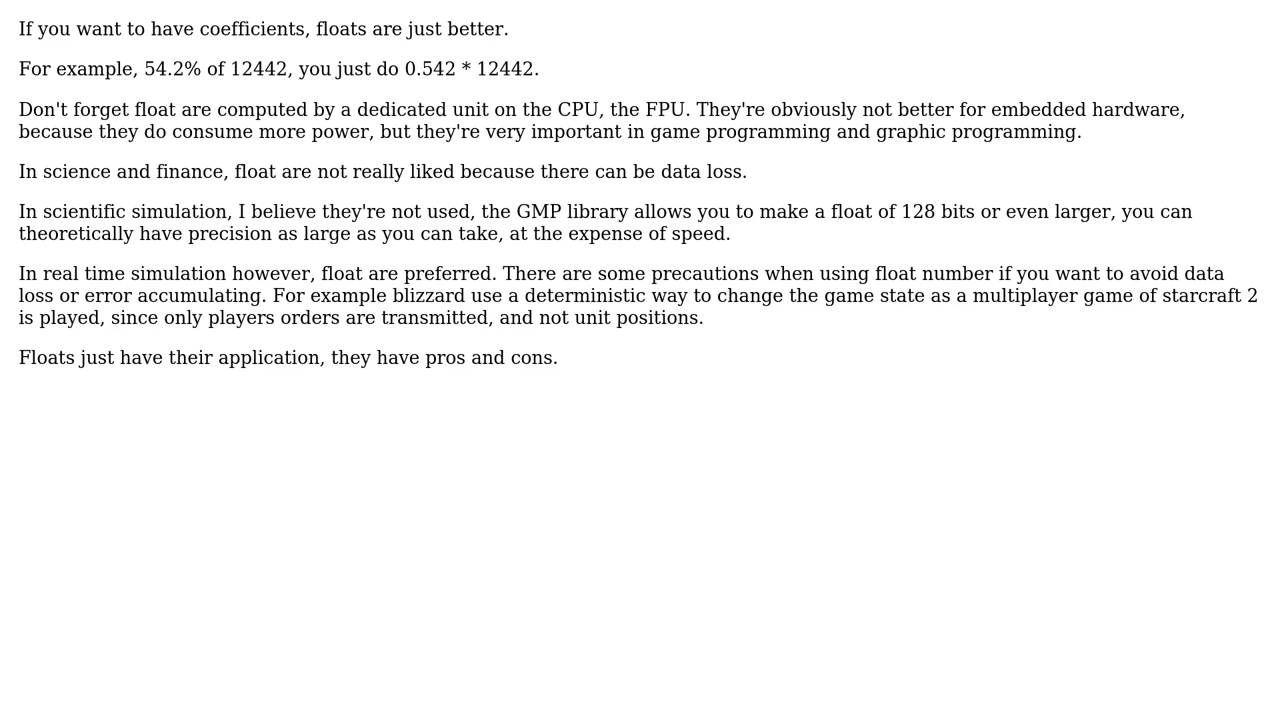 If you want to have coefficients, floats are just better.
For example, 54.2% of 12442, you just do 0.542 * 12442.
Don't forget float are computed by a dedicated unit on the CPU, the FPU. They're obviously not better for embedded hardware,
because they do consume more power, but they're very important in game programming and graphic programming.
In science and finance, float are not really liked because there can be data loss.
In scientific simulation, I believe they're not used, the GMP library allows you to make a float of 128 bits or even larger, you can
theoretically have precision as large as you can take, at the expense of speed.
In real time simulation however, float are preferred. There are some precautions when using float number if you want to avoid data
loss or error accumulating. For example blizzard use a deterministic way to change the game state as a multiplayer game of starcraft 2
is played, since only players orders are transmitted, and not unit positions.
Floats just have their application, they have pros and cons.